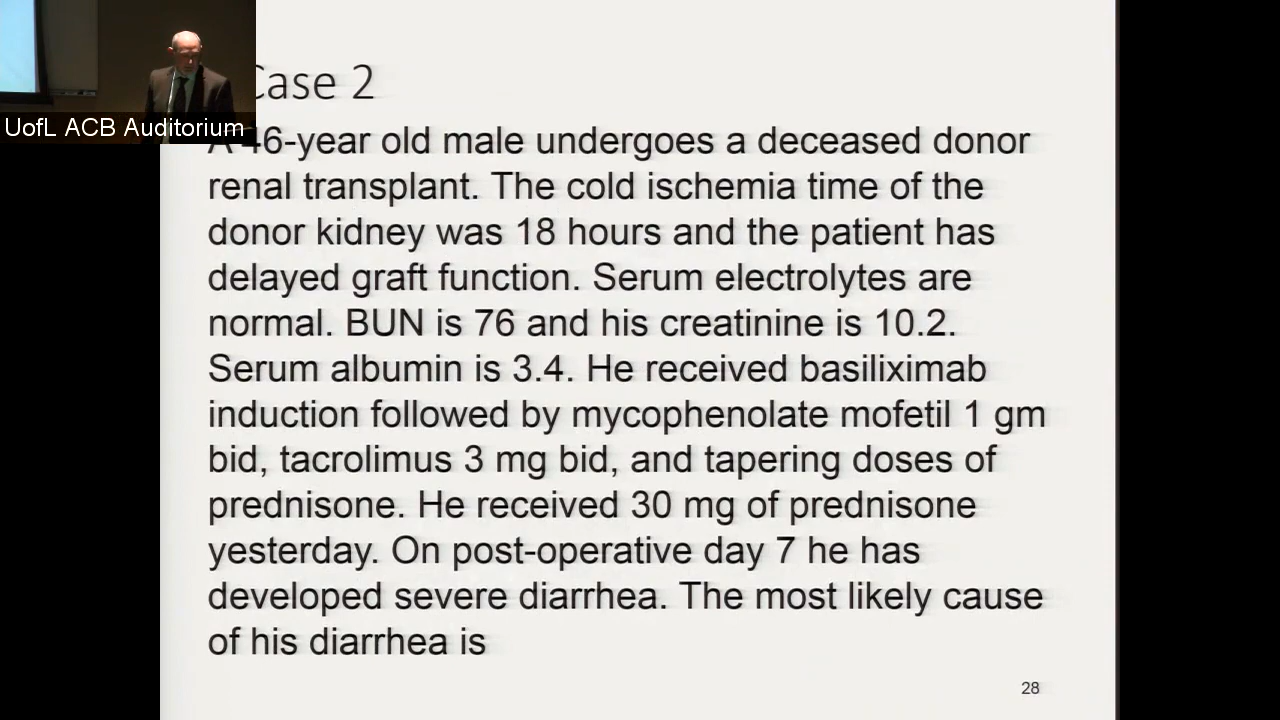 UofL ACB Auditorium
Case 2
A 46-year old male undergoes a deceased donor
renal transplant. The cold ischemia time of the
donor kidney was 18 hours and the patient has
delayed graft function. Serum electrolytes are
normal. BUN is 76 and his creatinine is 10.2.
Serum albumin is 3.4. He received basiliximab
induction followed by mycophenolate mofetil 1 gm
bid, tacrolimus 3 mg bid, and tapering doses of
prednisone. He received 30 mg of prednisone
yesterday. On post-operative day 7 he has
developed severe diarrhea. The most likely cause
of his diarrhea is
28